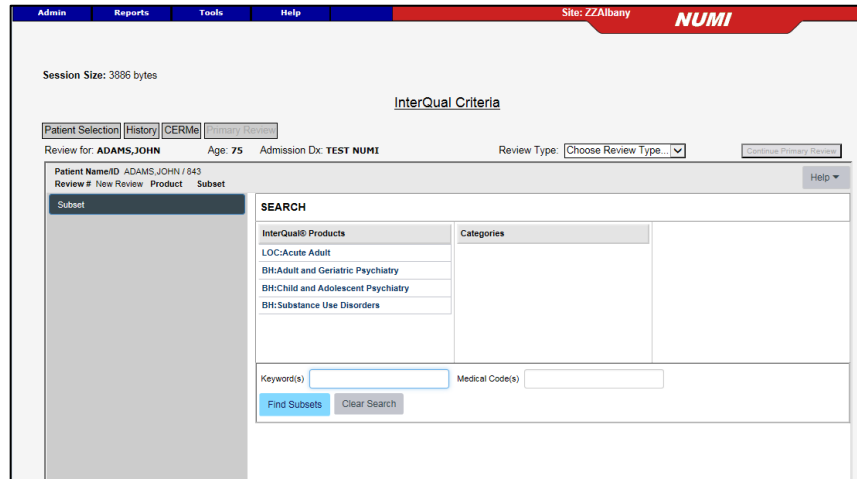 Admin Reports Tools Help Site: ZZAlbany NUMI
Session Size: 3886 bytes
InterQual Criteria
Patient Selection History CERMe Primary Review
Review for: ADAMS,JOHN Age: 75 Admission Dx: TEST NUMI Review Type: Choose Review Type... Continue Primary Review
Patient Name/ID ADAMS,JOHN / 843
Review # New Review Product Subset
Help
Subset
SEARCH
InterQual® Products Categories
LOC:Acute Adult
BH:Adult and Geriatric Psychiatry
BH:Child and Adolescent Psychiatry
BH:Substance Use Disorders
Keyword(s) Medical Code(s)
Find Subsets Clear Search